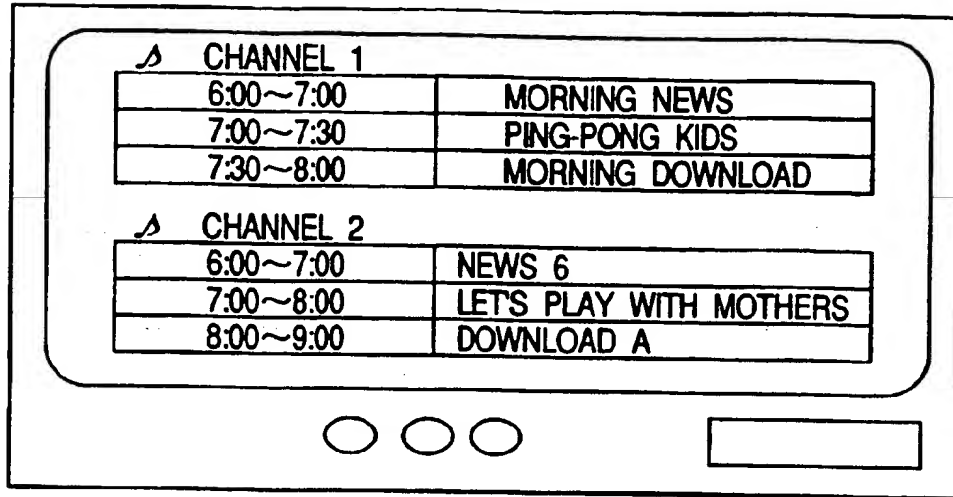 ♪ CHANNEL 1
6:00～7:00 MORNING NEWS
7:00～7:30 PING-PONG KIDS
7:30～8:00 MORNING DOWNLOAD
♪ CHANNEL 2
6:00～7:00 NEWS 6
7:00～8:00 LET'S PLAY WITH MOTHERS
8:00～9:00 DOWNLOAD A